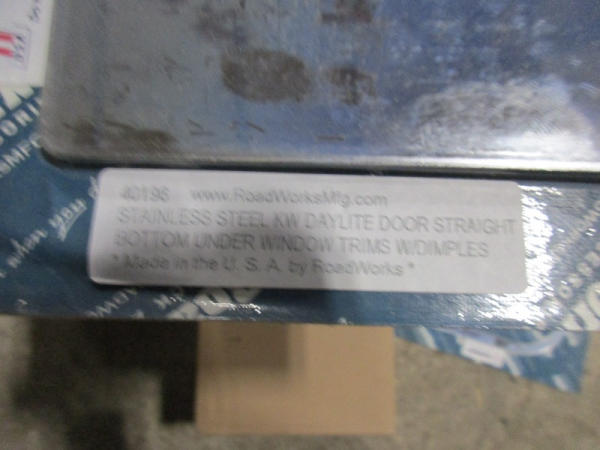 40196 www.RoadWorksMfg.com
STAINLESS STEEL KW DAYLITE DOOR STRAIGHT
BOTTOM UNDER WINDOW TRIMS W/DIMPLES
* Made in the U. S. A. by RoadWorks *